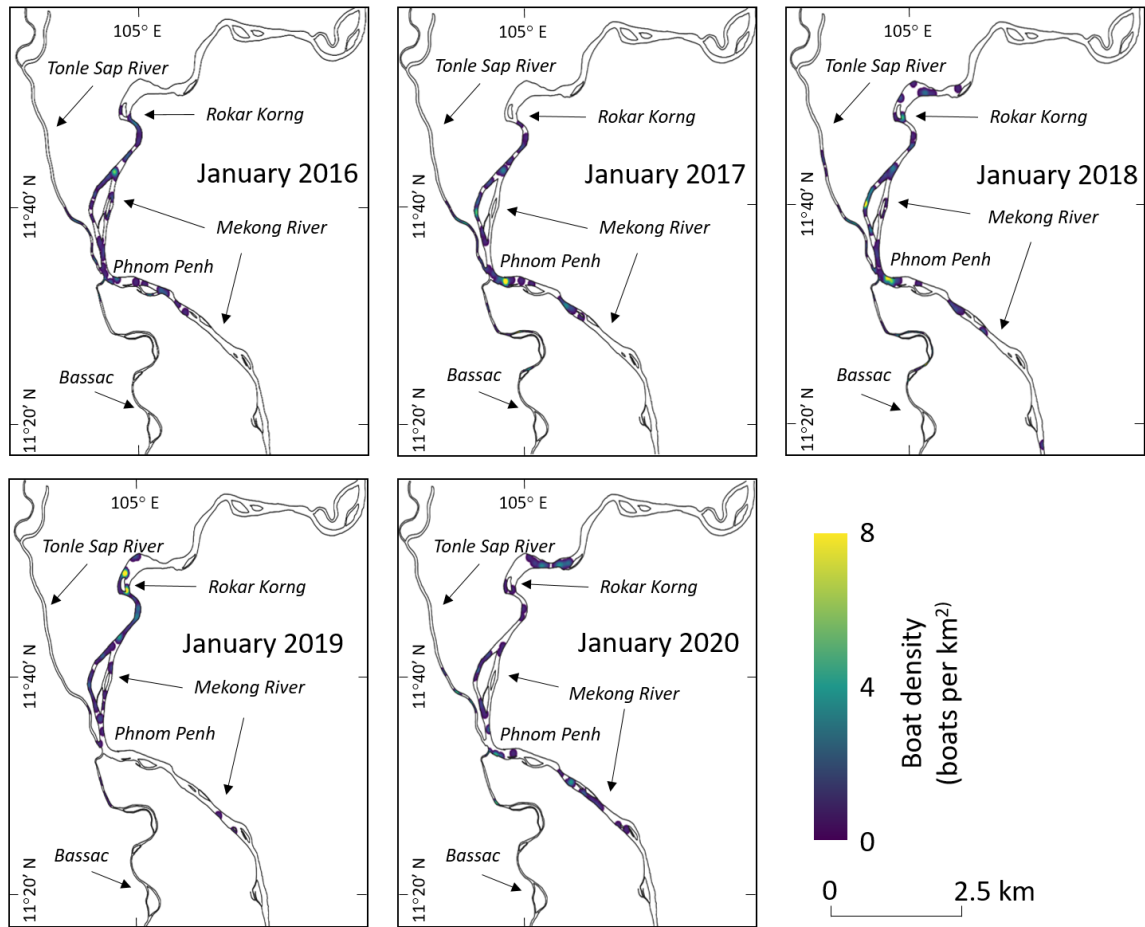 105° E
Tonle Sap River
Rokar Korng
January 2016
11°40′ N
Mekong River
Phnom Penh
Bassac
11°20′ N
105° E
Tonle Sap River
Rokar Korng
January 2017
11°40′ N
Mekong River
Phnom Penh
Bassac
11°20′ N
105° E
Tonle Sap River
Rokar Korng
January 2018
11°40′ N
Mekong River
Phnom Penh
Bassac
11°20′ N
105° E
Tonle Sap River
Rokar Korng
January 2019
11°40′ N
Mekong River
Phnom Penh
Bassac
11°20′ N
105° E
Tonle Sap River
Rokar Korng
January 2020
11°40′ N
Mekong River
Phnom Penh
Bassac
11°20′ N
8
4
0
Boat density
(boats per km²)
0 2.5 km